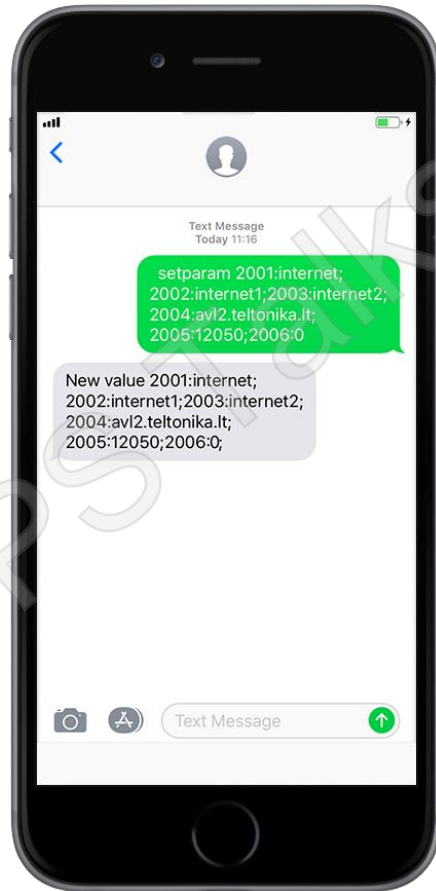 Text Message
Today 11:16
setparam 2001:internet;
2002:internet1;2003:internet2;
2004:avl2.teltonika.lt;
2005:12050;2006:0
New value 2001:internet;
2002:internet1;2003:internet2;
2004:avl2.teltonika.lt;
2005:12050;2006:0;
Text Message
PS Talks